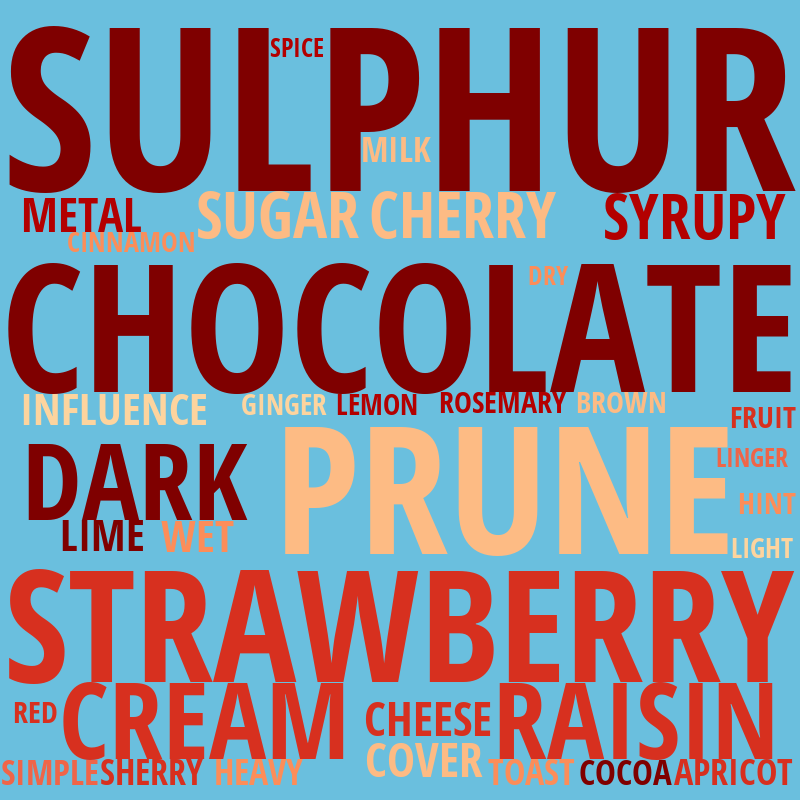 SULPHUR
SPICE
MILK
METAL
SUGAR CHERRY
SYRUPY
CINNAMON
CHOCOLATE
DRY
INFLUENCE
GINGER
LEMON
ROSEMARY
BROWN
FRUIT
DARK
PRUNE
LINGER
HINT
LIME
WET
LIGHT
STRAWBERRY
RED
CREAM
CHEESE
RAISIN
COVER
SIMPLE
SHERRY
HEAVY
TOAST
COCOA
APRICOT